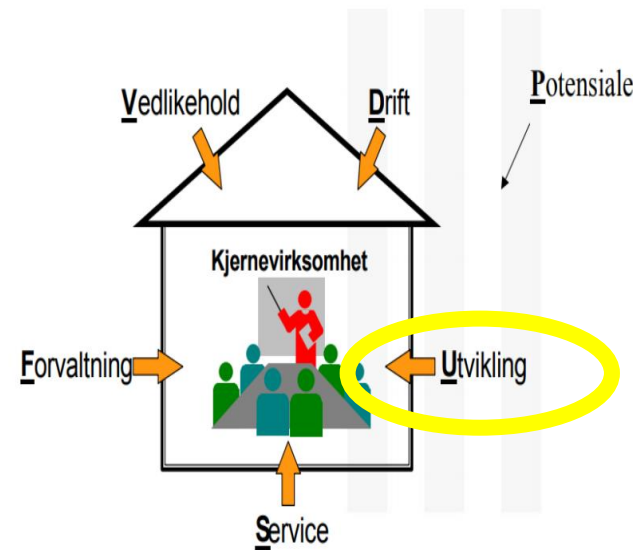 Potensiale
Vedlikehold
Drift
Kjernevirksomhet
Forvaltning
Utvikling
Service